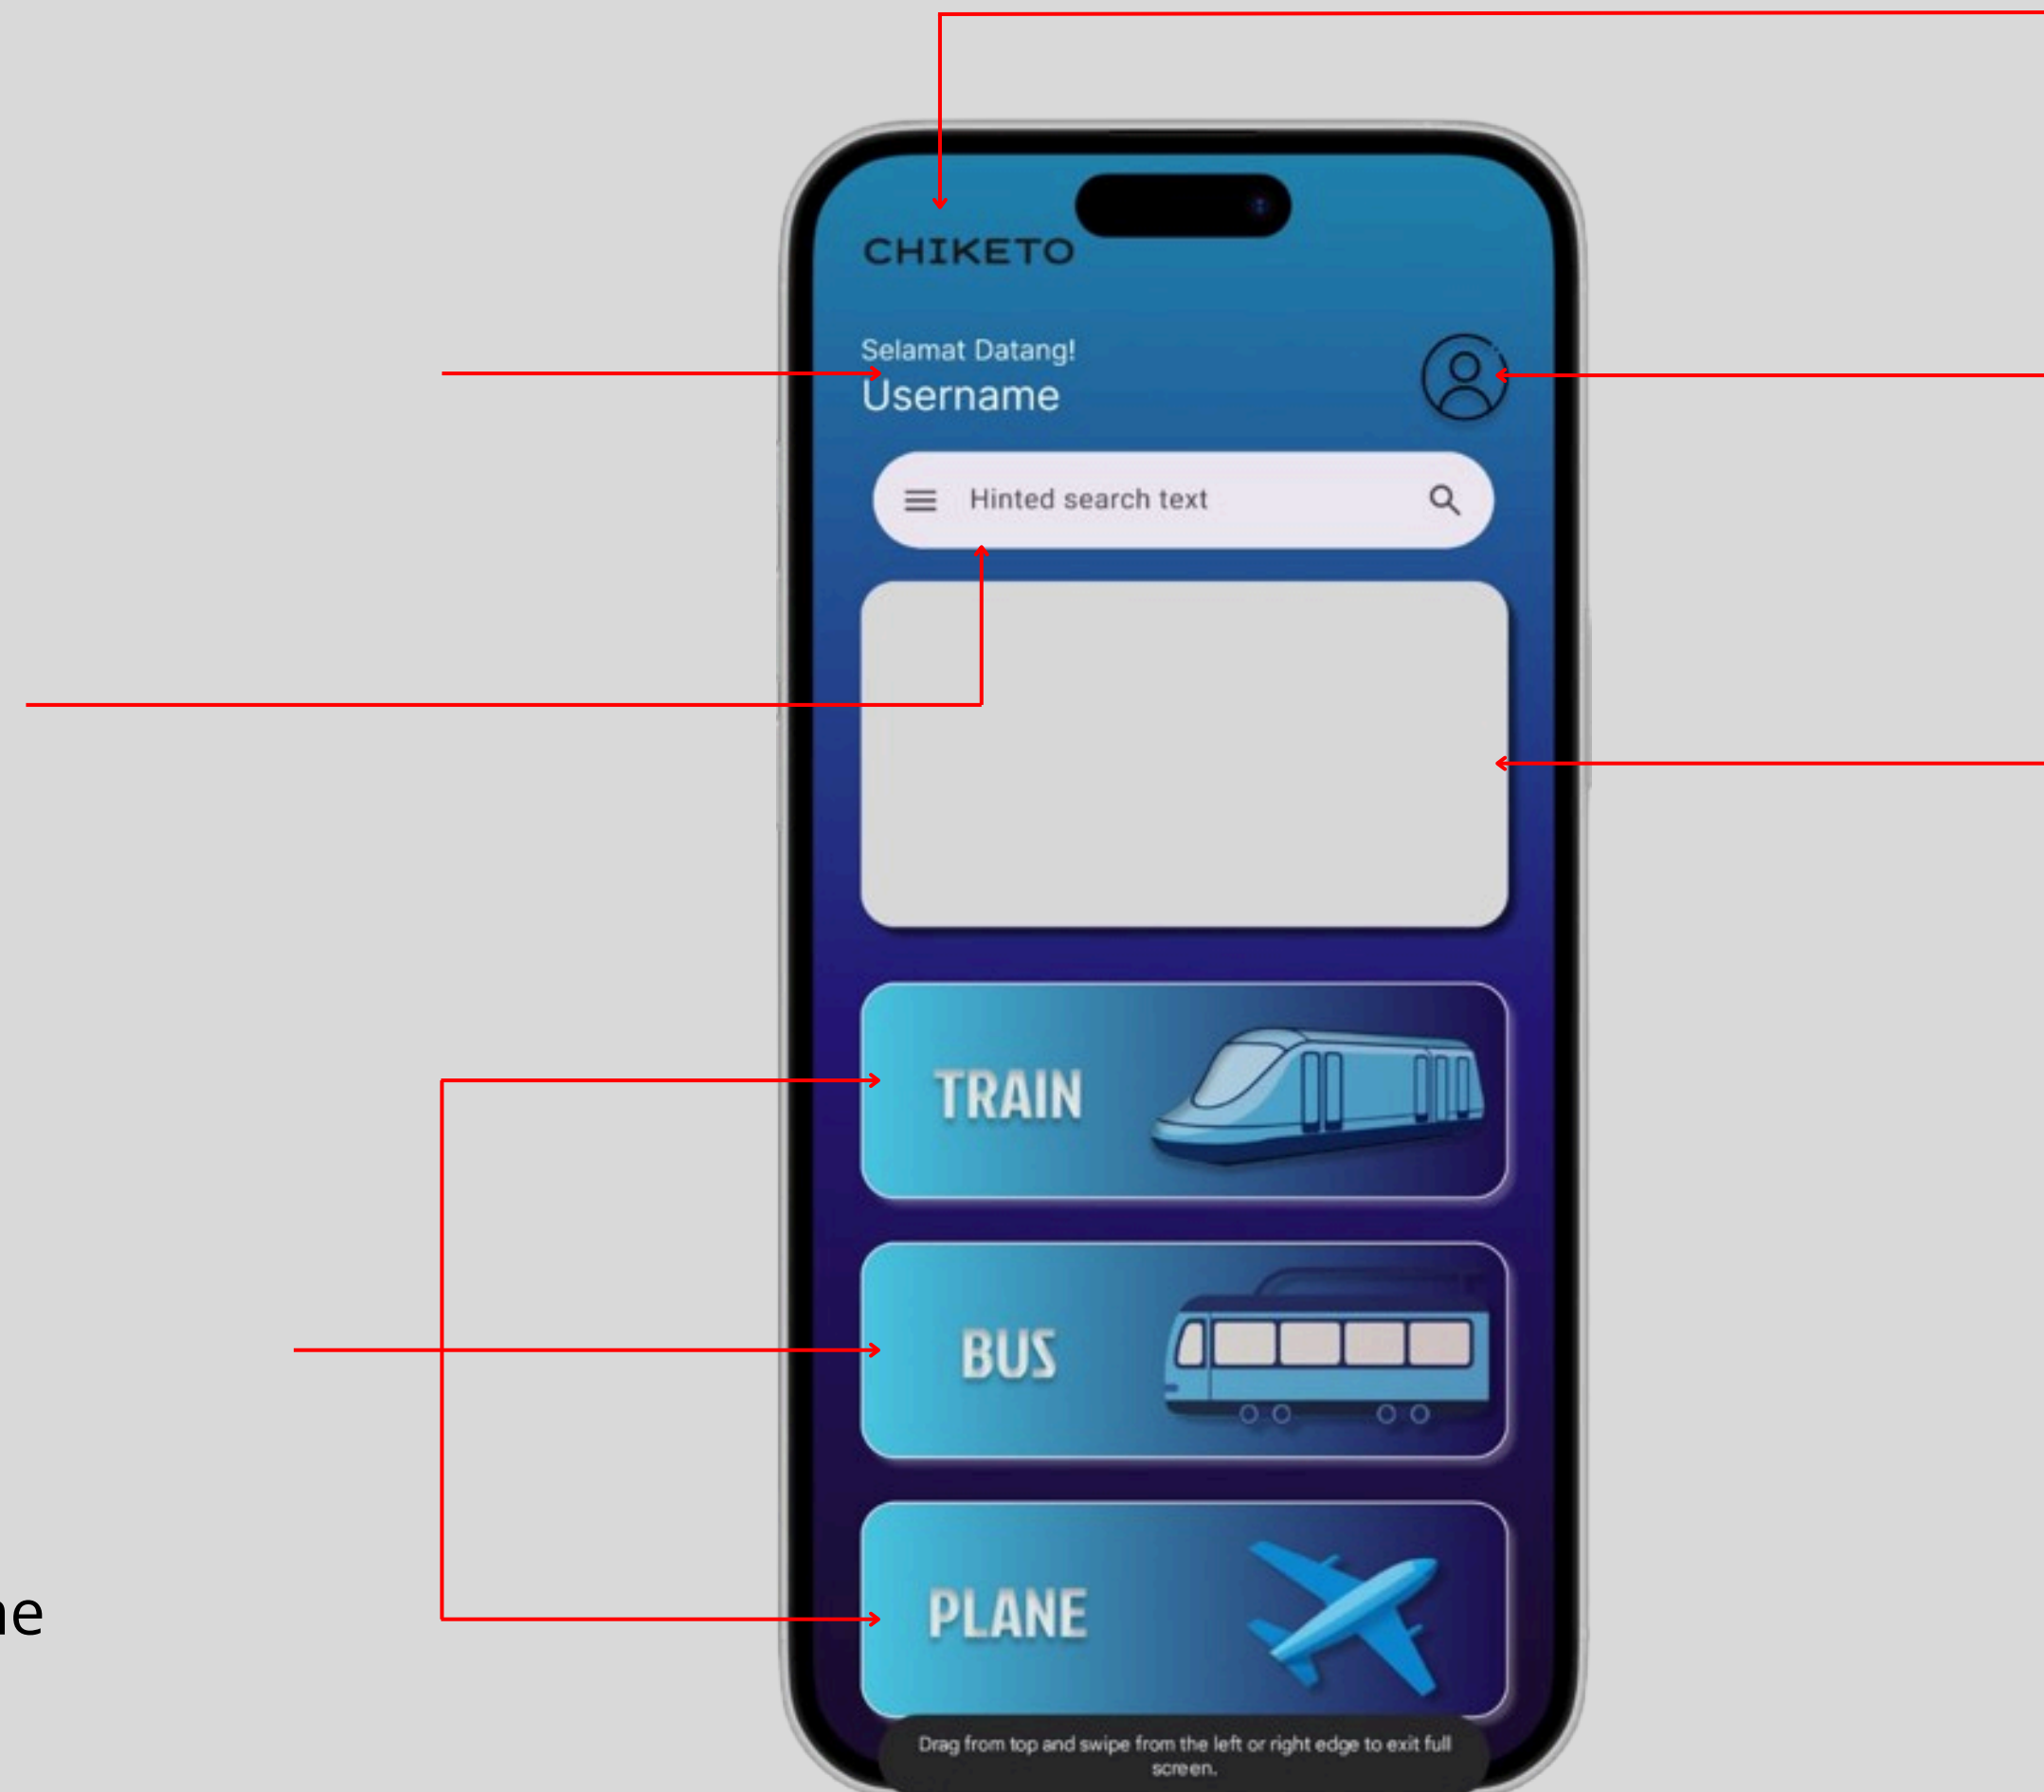 CHIKETO
Selamat Datang!
Username
Hinted search text
TRAIN
BUS
PLANE
Drag from top and swipe from the left or right edge to exit full
screen.